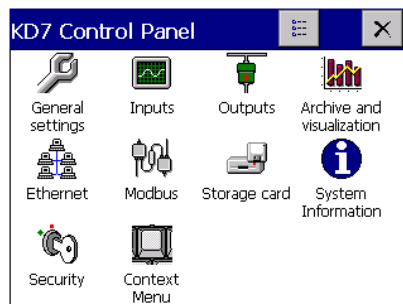 KD7 Control Panel
General settings
Inputs
Outputs
Archive and visualization
Ethernet
Modbus
Storage card
System Information
Security
Context Menu